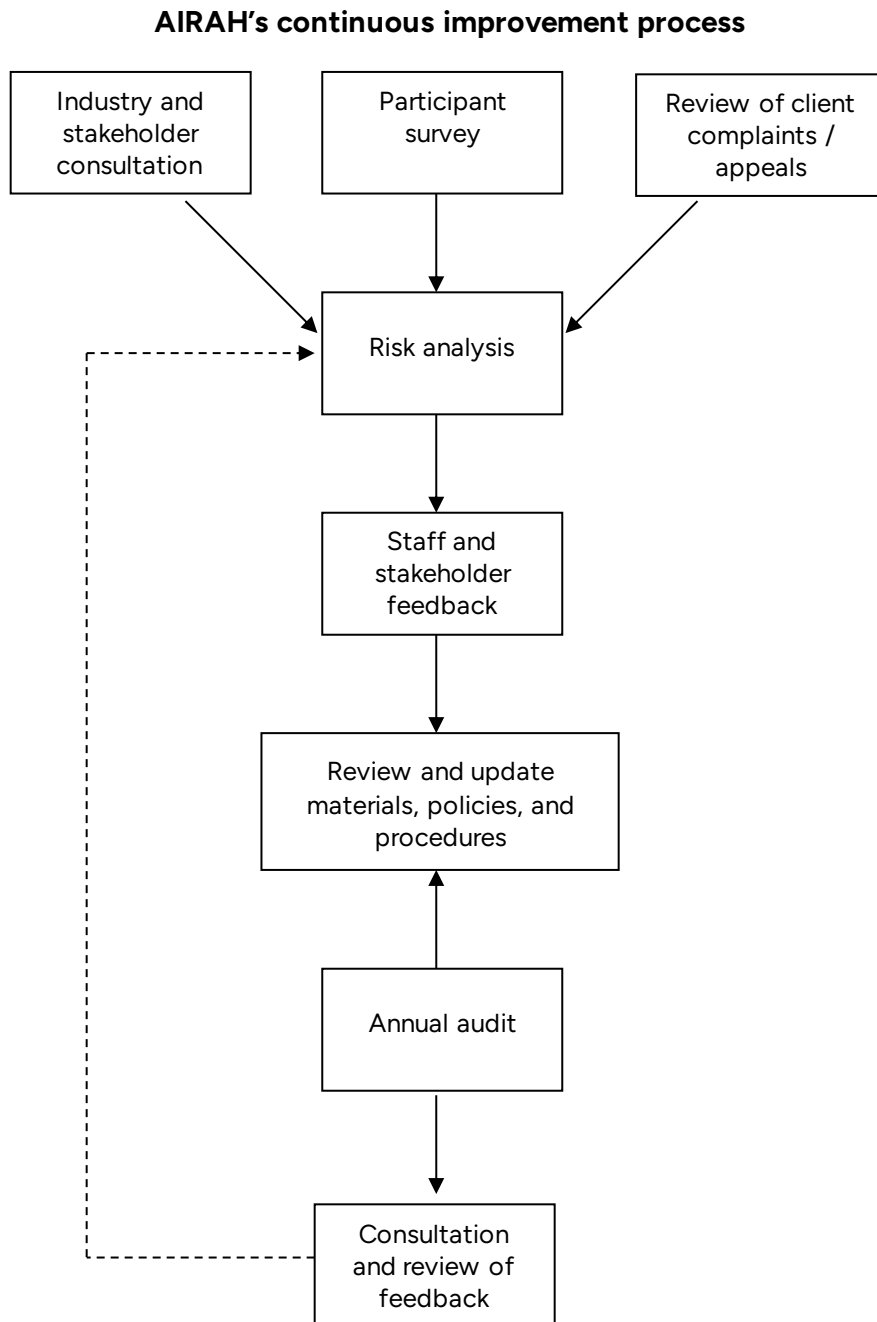 AIRAH's continuous improvement process
Industry and
stakeholder
consultation
Participant
survey
Review of client
complaints /
appeals
Risk analysis
Staff and
stakeholder
feedback
Review and update
materials, policies, and
procedures
Annual audit
Consultation
and review of
feedback